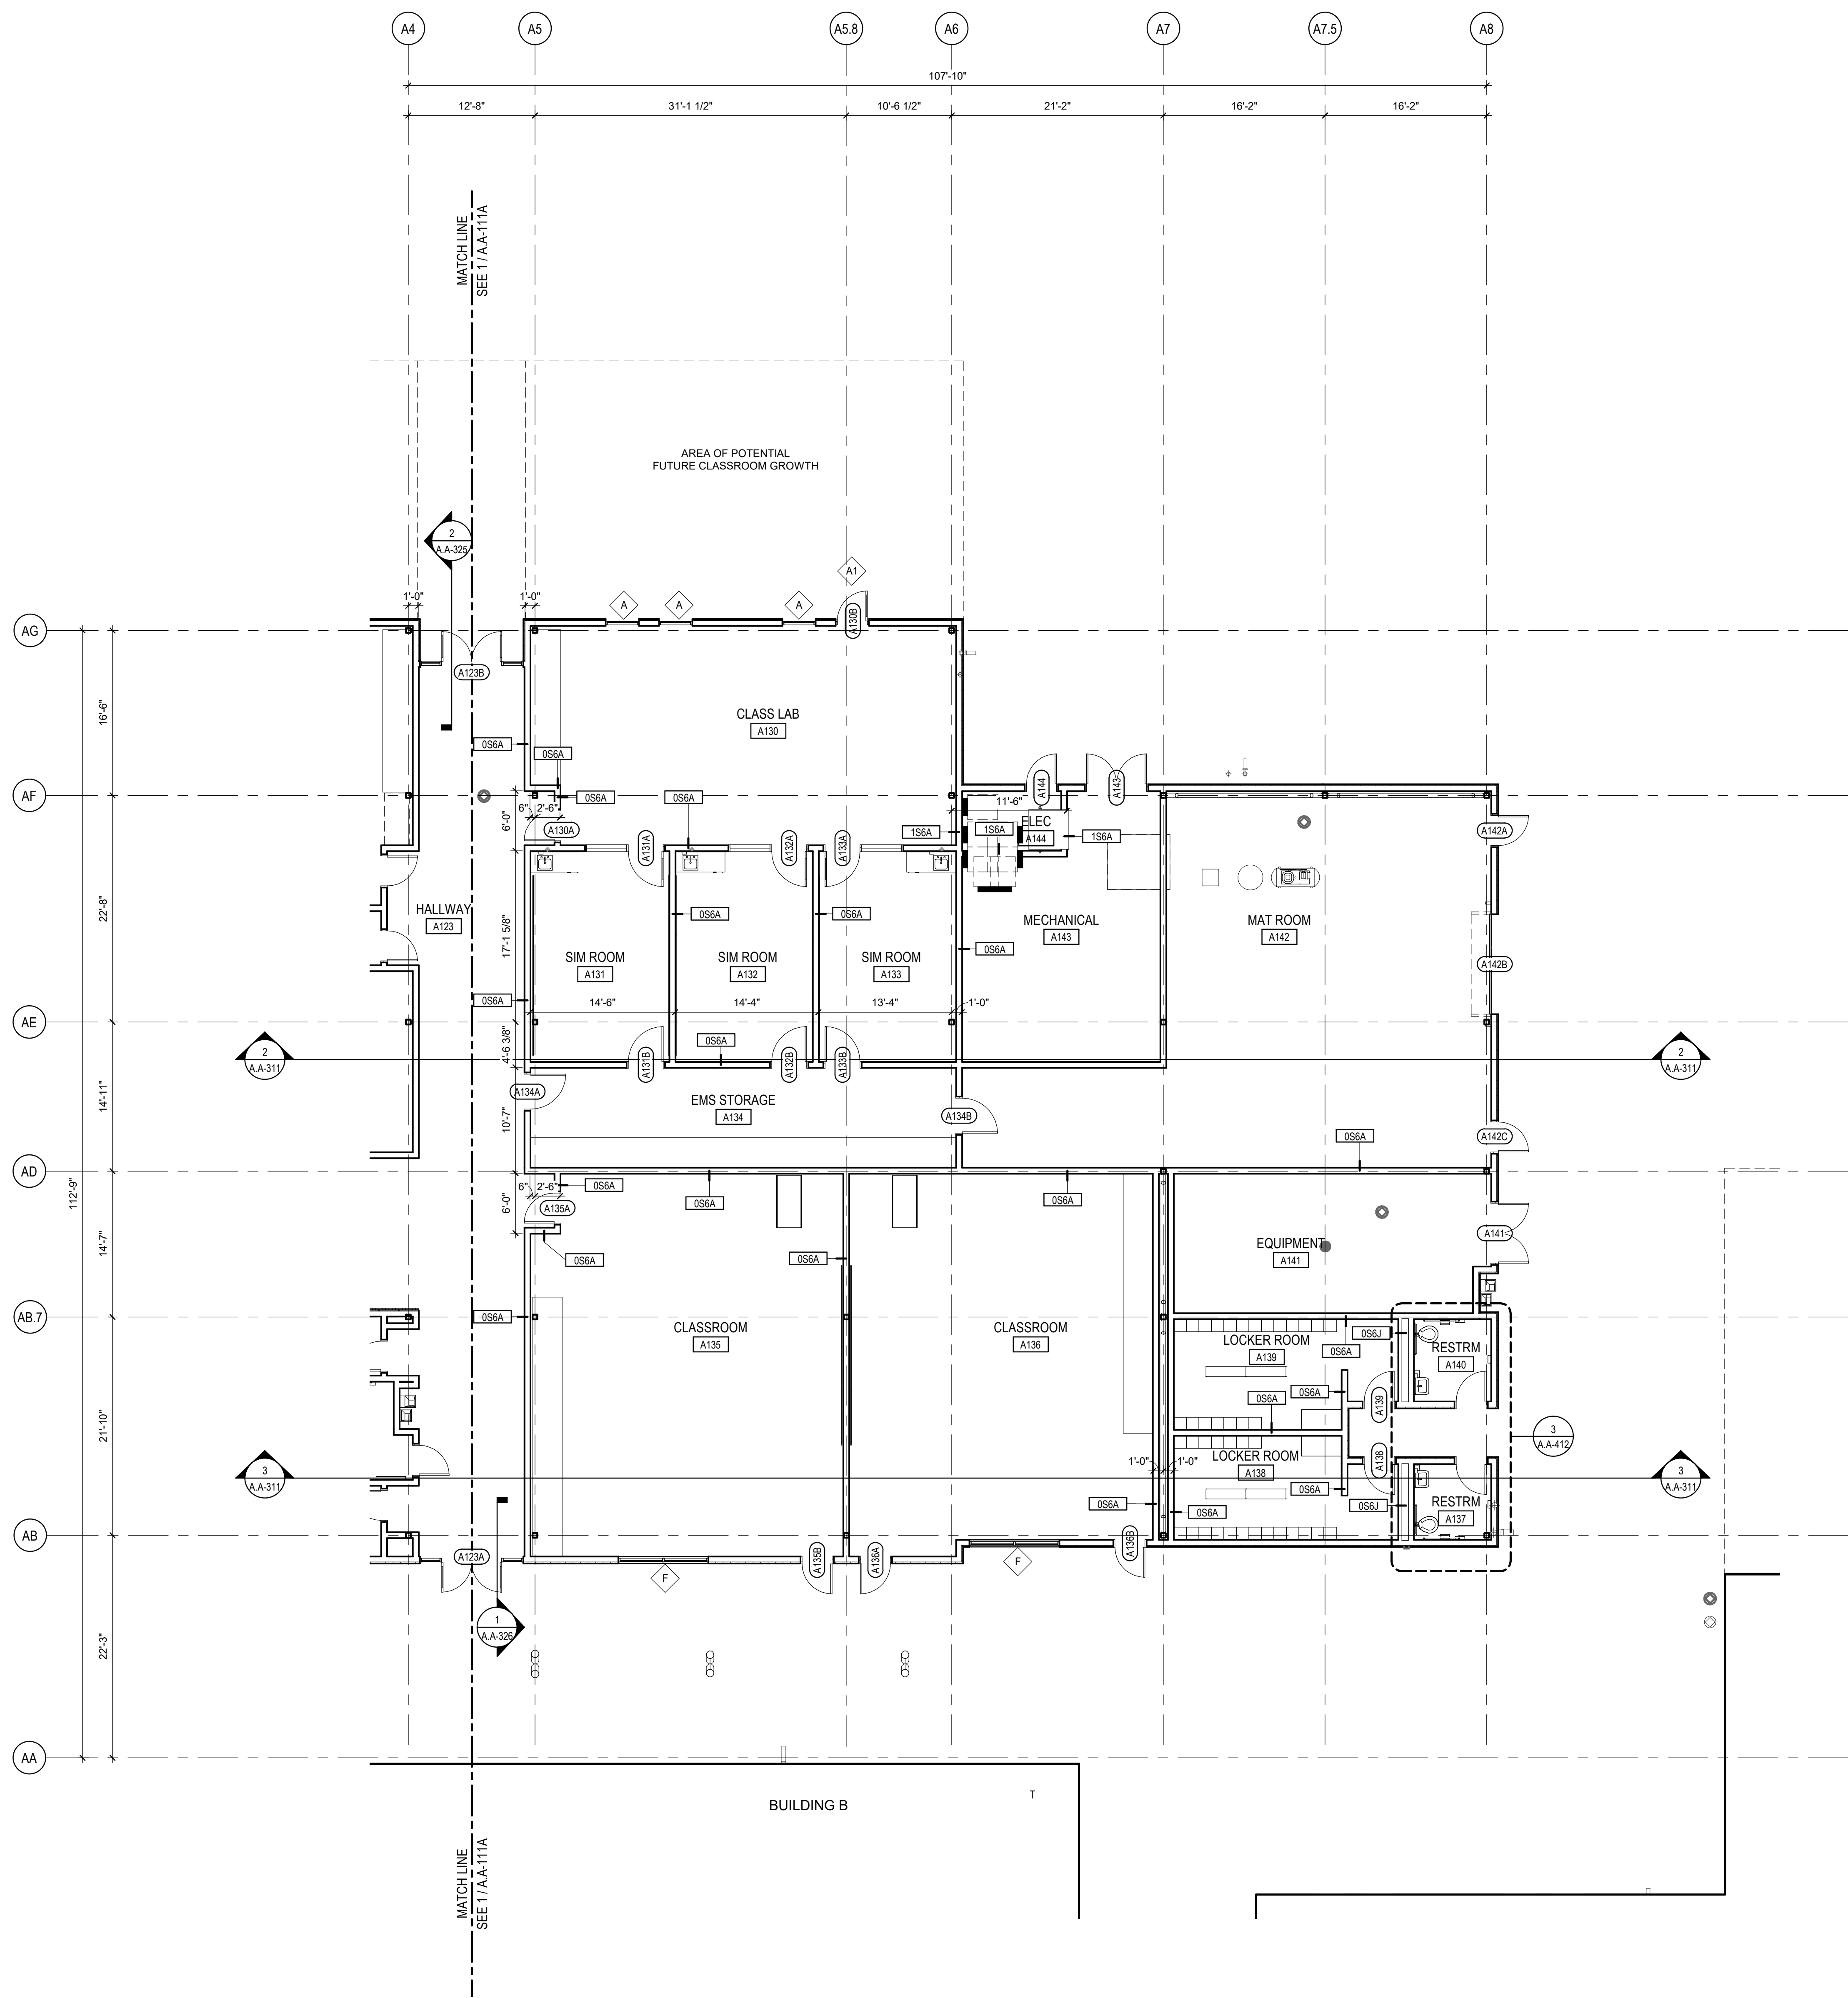 A4
A5
A5.8
A6
A7
A7.5
A8
107'-10"
12'-8"
31'-1 1/2"
10'-6 1/2"
21'-2"
16'-2"
16'-2"
MATCH LINE
SEE 1 / A.A-111A
AREA OF POTENTIAL
FUTURE CLASSROOM GROWTH
2
A.A-325
A1
1'-0"
1'-0"
A
A
A
A130B
AG
A123B
16'-6"
CLASS LAB
A130
0S6A
0S6A
AF
0S6A
0S6A
6"
2'-6"
6'-0"
A130A
A131A
A132A
A133A
1S6A
1S6A
11'-6"
ELEC
A144
A144
A143
1S6A
A142A
22'-8"
HALLWAY
A123
17'-1 5/8"
0S6A
0S6A
0S6A
MECHANICAL
A143
MAT ROOM
A142
SIM ROOM
A131
SIM ROOM
A132
SIM ROOM
A133
A142B
0S6A
14'-6"
14'-4"
13'-4"
1'-0"
AE
4'-6 3/8"
0S6A
2
A.A-311
2
A.A-311
A131B
A132B
A133B
14'-11"
A134A
EMS STORAGE
A134
A134B
10'-7"
0S6A
A142C
AD
112'-9"
6"
2'-6"
0S6A
0S6A
0S6A
6'-0"
A135A
14'-7"
0S6A
0S6A
EQUIPMENT
A141
A141
AB.7
0S6A
CLASSROOM
A135
CLASSROOM
A136
LOCKER ROOM
A139
0S6A
0S6J
RESTRM
A140
0S6A
0S6A
A139
21'-10"
3
A.A-412
LOCKER ROOM
A138
A138
1'-0"
1'-0"
3
A.A-311
3
A.A-311
0S6A
0S6A
0S6A
0S6J
RESTRM
A137
AB
A123A
A135B
A136A
A136B
F
F
1
A.A-326
22'-3"
AA
BUILDING B
T
MATCH LINE
SEE 1 / A.A-111A